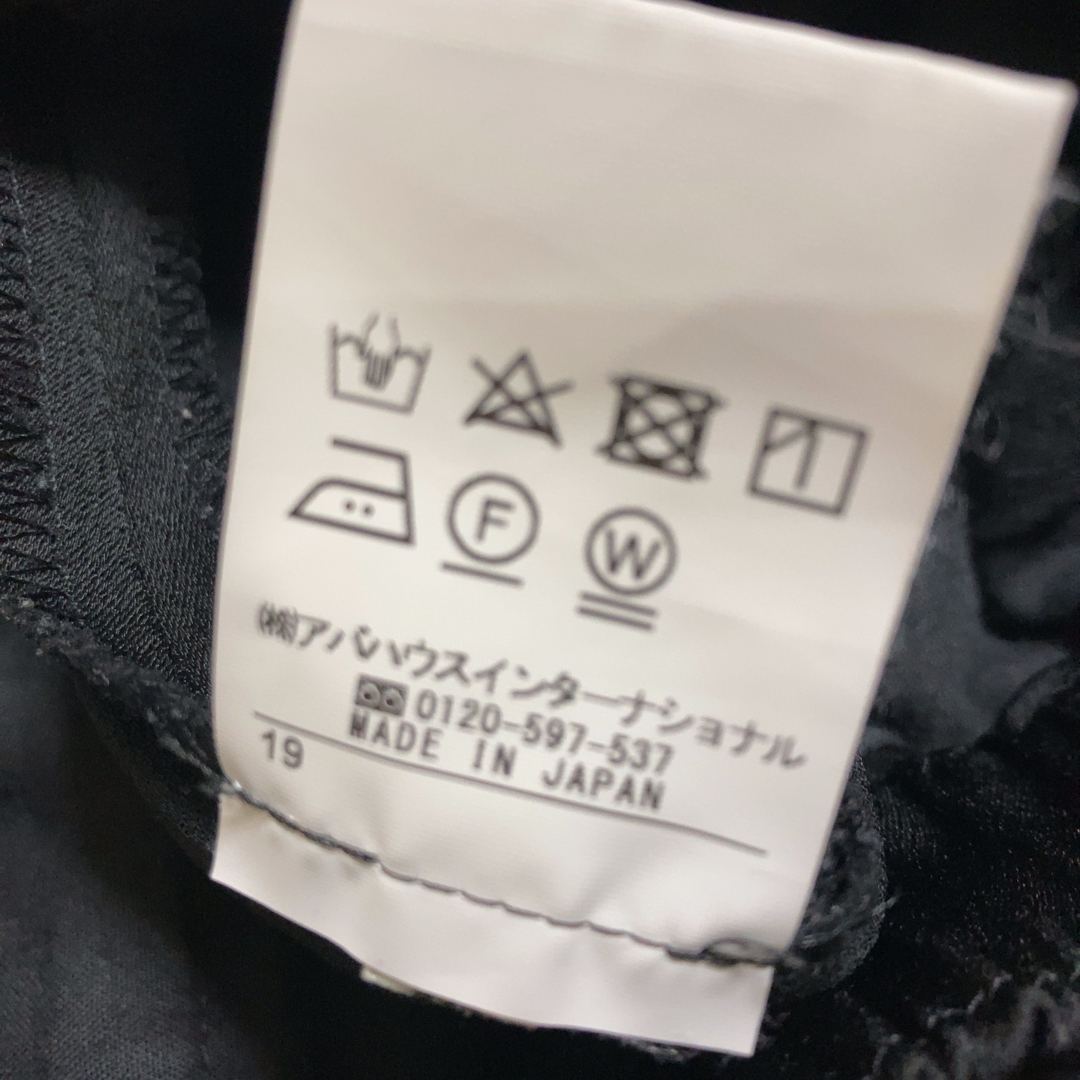 F W
㈱アバハウスインターナショナル
0120-597-537
MADE IN JAPAN
19